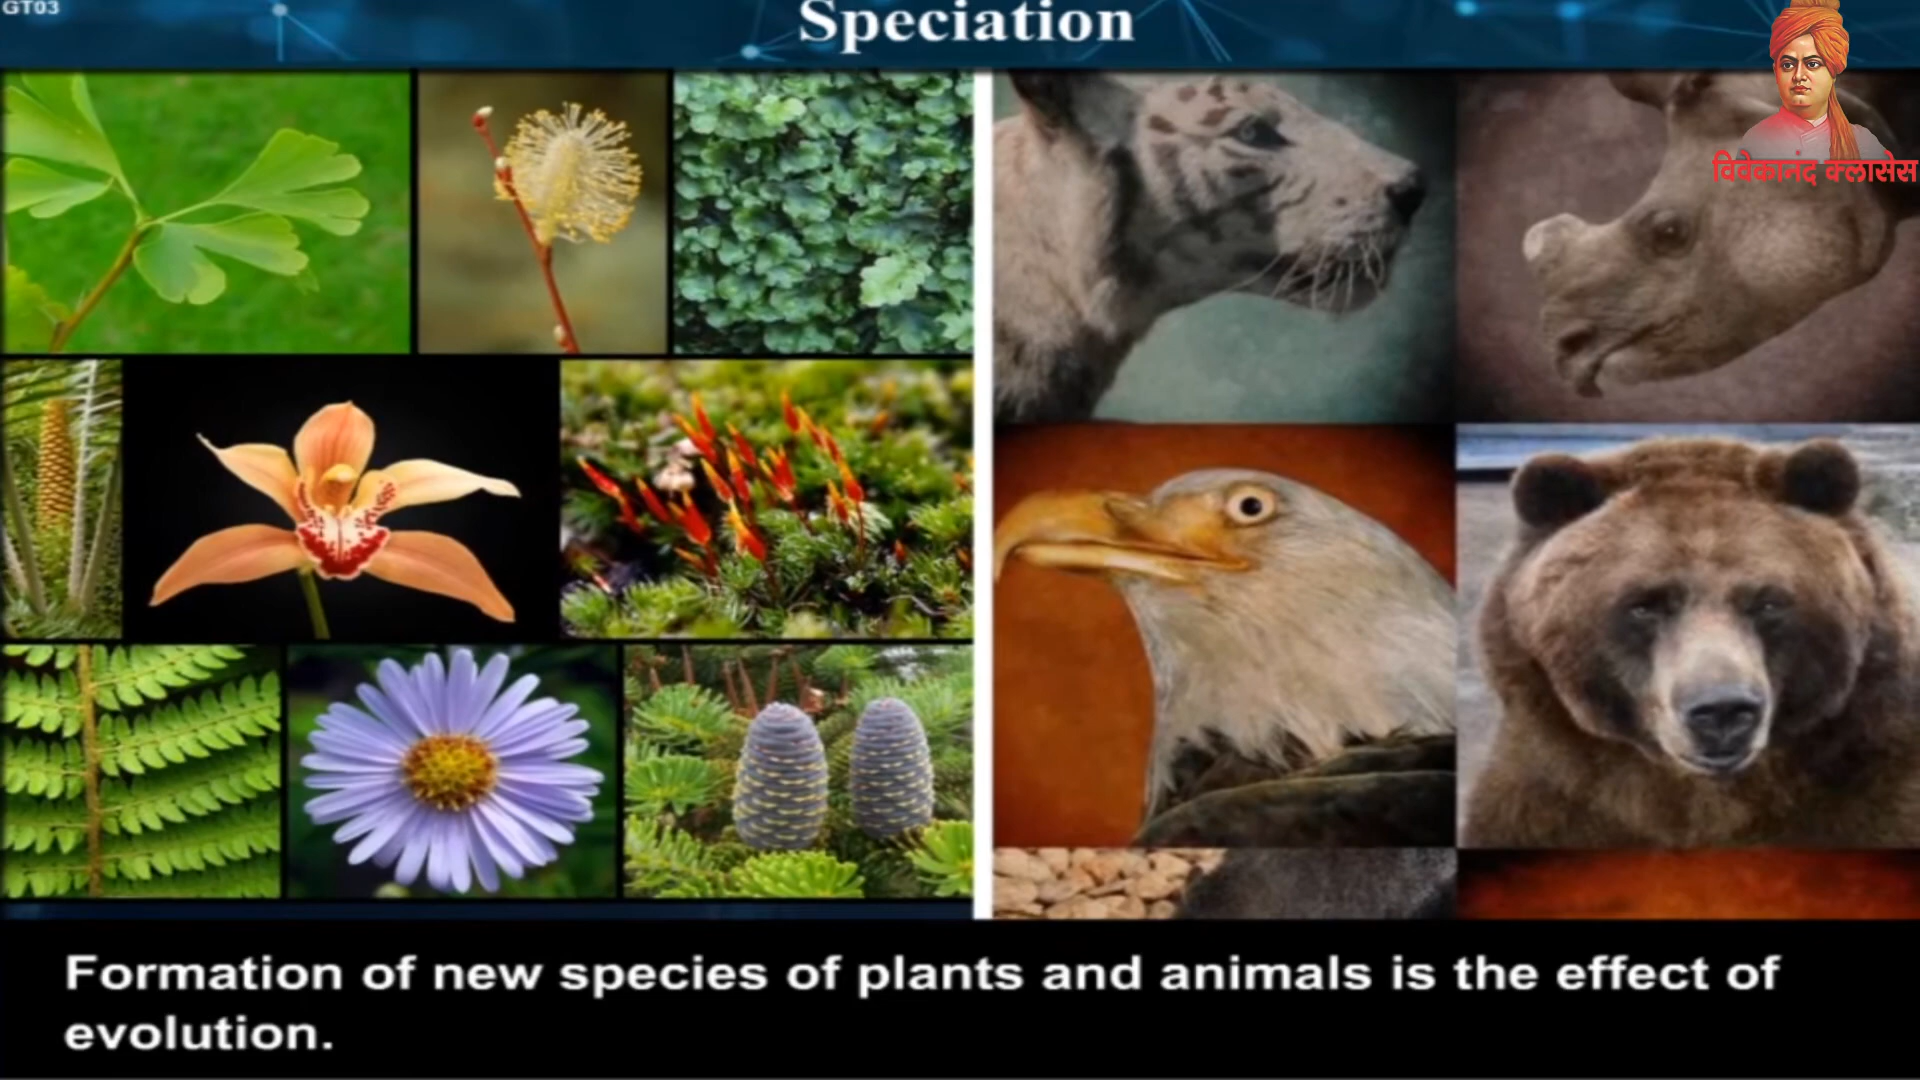 GT03
Speciation
विवेकानंद क्लासेस
Formation of new species of plants and animals is the effect of
evolution.